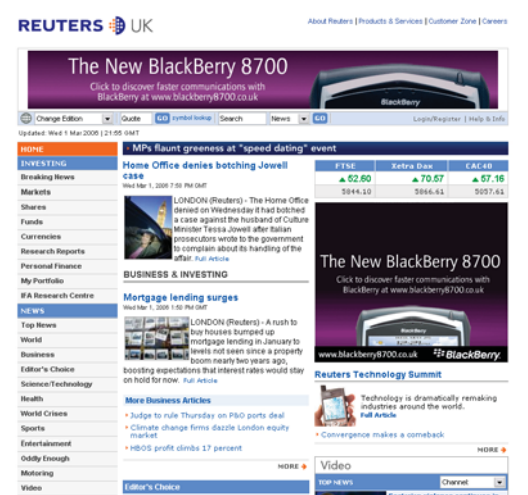 REUTERS UK
About Reuters | Products & Services | Customer Zone | Careers
The New BlackBerry 8700
Click to discover faster communications with
BlackBerry at www.blackberry8700.co.uk
BlackBerry
Change Edition Quote GO symbol lookup Search News GO Login/Register | Help & Info
Updated: Wed 1 Mar 2006 | 21:55 GMT
HOME
INVESTING
Breaking News
Markets
Shares
Funds
Currencies
Research Reports
Personal Finance
My Portfolio
IFA Research Centre
NEWS
Top News
World
Business
Editor's Choice
Science/Technology
Health
World Crises
Sports
Entertainment
Oddly Enough
Motoring
Video
MPs flaunt greeness at "speed dating" event
Home Office denies botching Jowell
case
Wed Mar 1, 2006 7:58 PM GMT
LONDON (Reuters) - The Home Office
denied on Wednesday it had botched
a case against the husband of Culture
Minister Tessa Jowell after Italian
prosecutors wrote to the government
to complain about its handling of the
affair. Full Article
BUSINESS & INVESTING
Mortgage lending surges
Wed Mar 1, 2006 1:50 PM GMT
LONDON (Reuters) - A rush to
buy houses bumped up
mortgage lending in January to
levels not seen since a property
boom nearly two years ago,
boosting expectations that interest rates would stay
on hold for now. Full Article
More Business Articles
Judge to rule Thursday on P&O ports deal
Climate change firms dazzle London equity
market
HBOS profit climbs 17 percent
MORE
Editor's Choice
FTSE Xetra Dax CAC40
52.60 70.57 57.16
5844.10 5866.61 5057.61
The New BlackBerry 8700
Click to discover faster communications with
BlackBerry at www.blackberry8700.co.uk
BlackBerry
www.blackberry8700.co.uk BlackBerry.
Reuters Technology Summit
Technology is dramatically remaking
industries around the world.
Full Article
Convergence makes a comeback
MORE
Video
TOP NEWS Channel